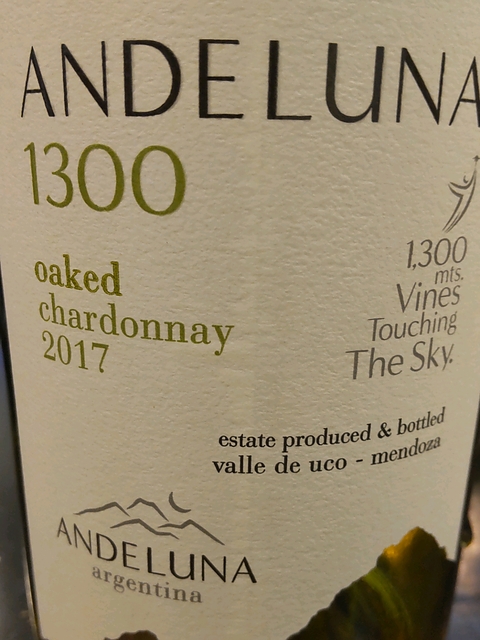 ANDELUNA
1300
oaked
chardonnay
2017
1,300
mts.
Vines
Touching
The Sky.
estate produced & bottled
valle de uco - mendoza
ANDELUNA
argentina